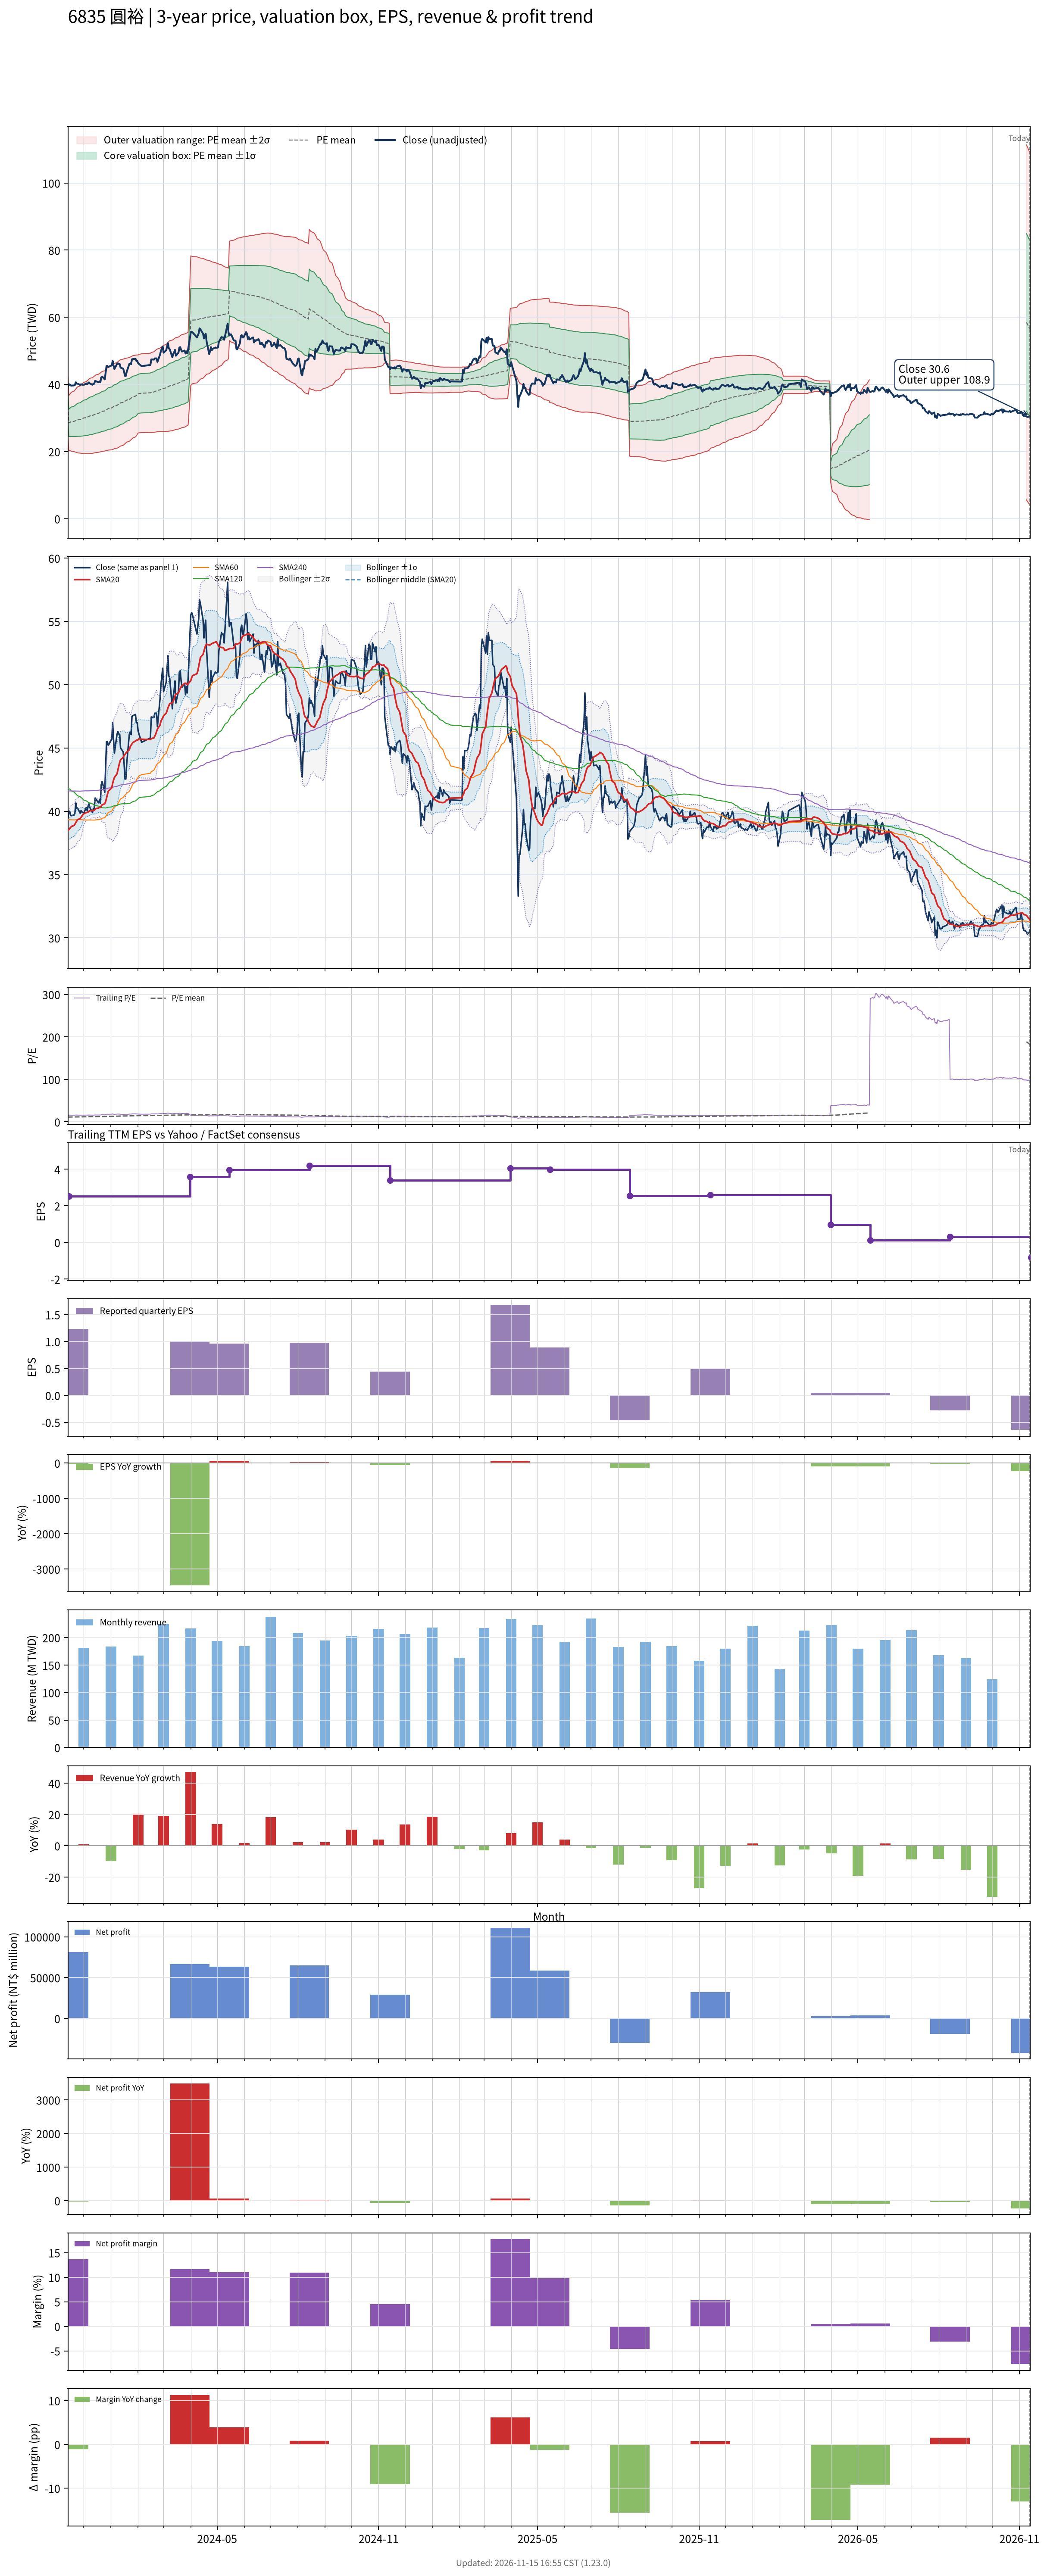 6835 圓裕 | 3-year price, valuation box, EPS, revenue & profit trend
Outer valuation range: PE mean ±2σ
Core valuation box: PE mean ±1σ
PE mean
Close (unadjusted)
Today
Price (TWD)
100
80
60
40
20
0
Close 30.6
Outer upper 108.9
Close (same as panel 1)
SMA20
SMA60
SMA120
SMA240
Bollinger ±2σ
Bollinger ±1σ
Bollinger middle (SMA20)
Price
60
55
50
45
40
35
30
Trailing P/E
P/E mean
P/E
300
200
100
0
Trailing TTM EPS vs Yahoo / FactSet consensus
Today
EPS
4
2
0
-2
Reported quarterly EPS
EPS
1.5
1.0
0.5
0.0
-0.5
EPS YoY growth
YoY (%)
0
-1000
-2000
-3000
Monthly revenue
Revenue (M TWD)
200
150
100
50
0
Revenue YoY growth
YoY (%)
40
20
0
-20
Month
Net profit
Net profit (NT$ million)
100000
50000
0
Net profit YoY
YoY (%)
3000
2000
1000
0
Net profit margin
Margin (%)
15
10
5
0
-5
Margin YoY change
Δ margin (pp)
10
0
-10
2024-05
2024-11
2025-05
2025-11
2026-05
2026-11
Updated: 2026-11-15 16:55 CST (1.23.0)